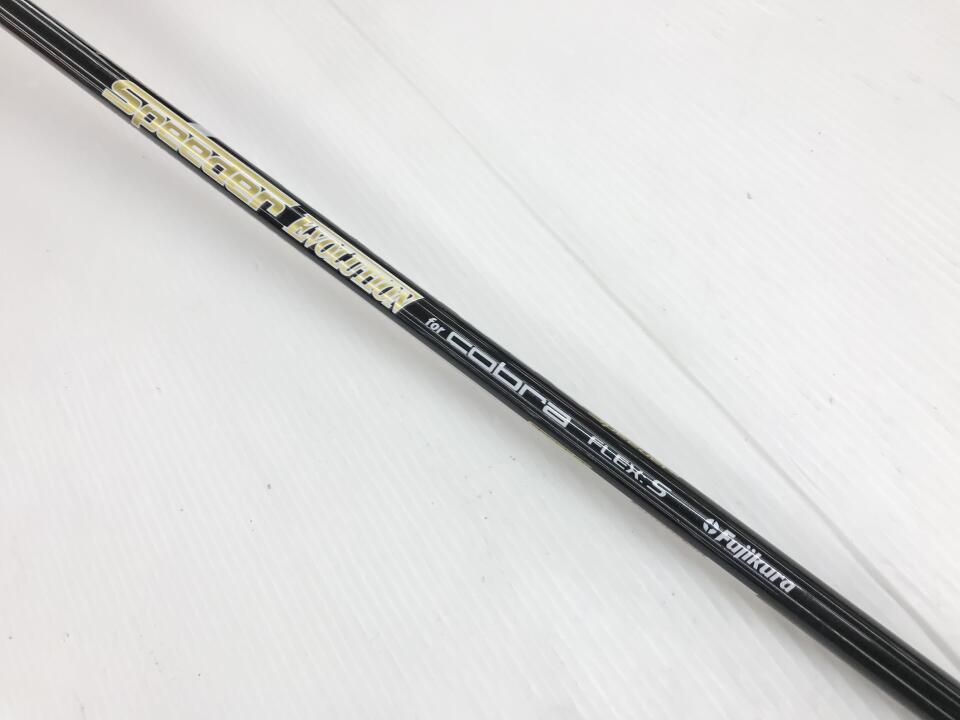 Speeder EVOLUTION for cobra FLEX:S Fujikura